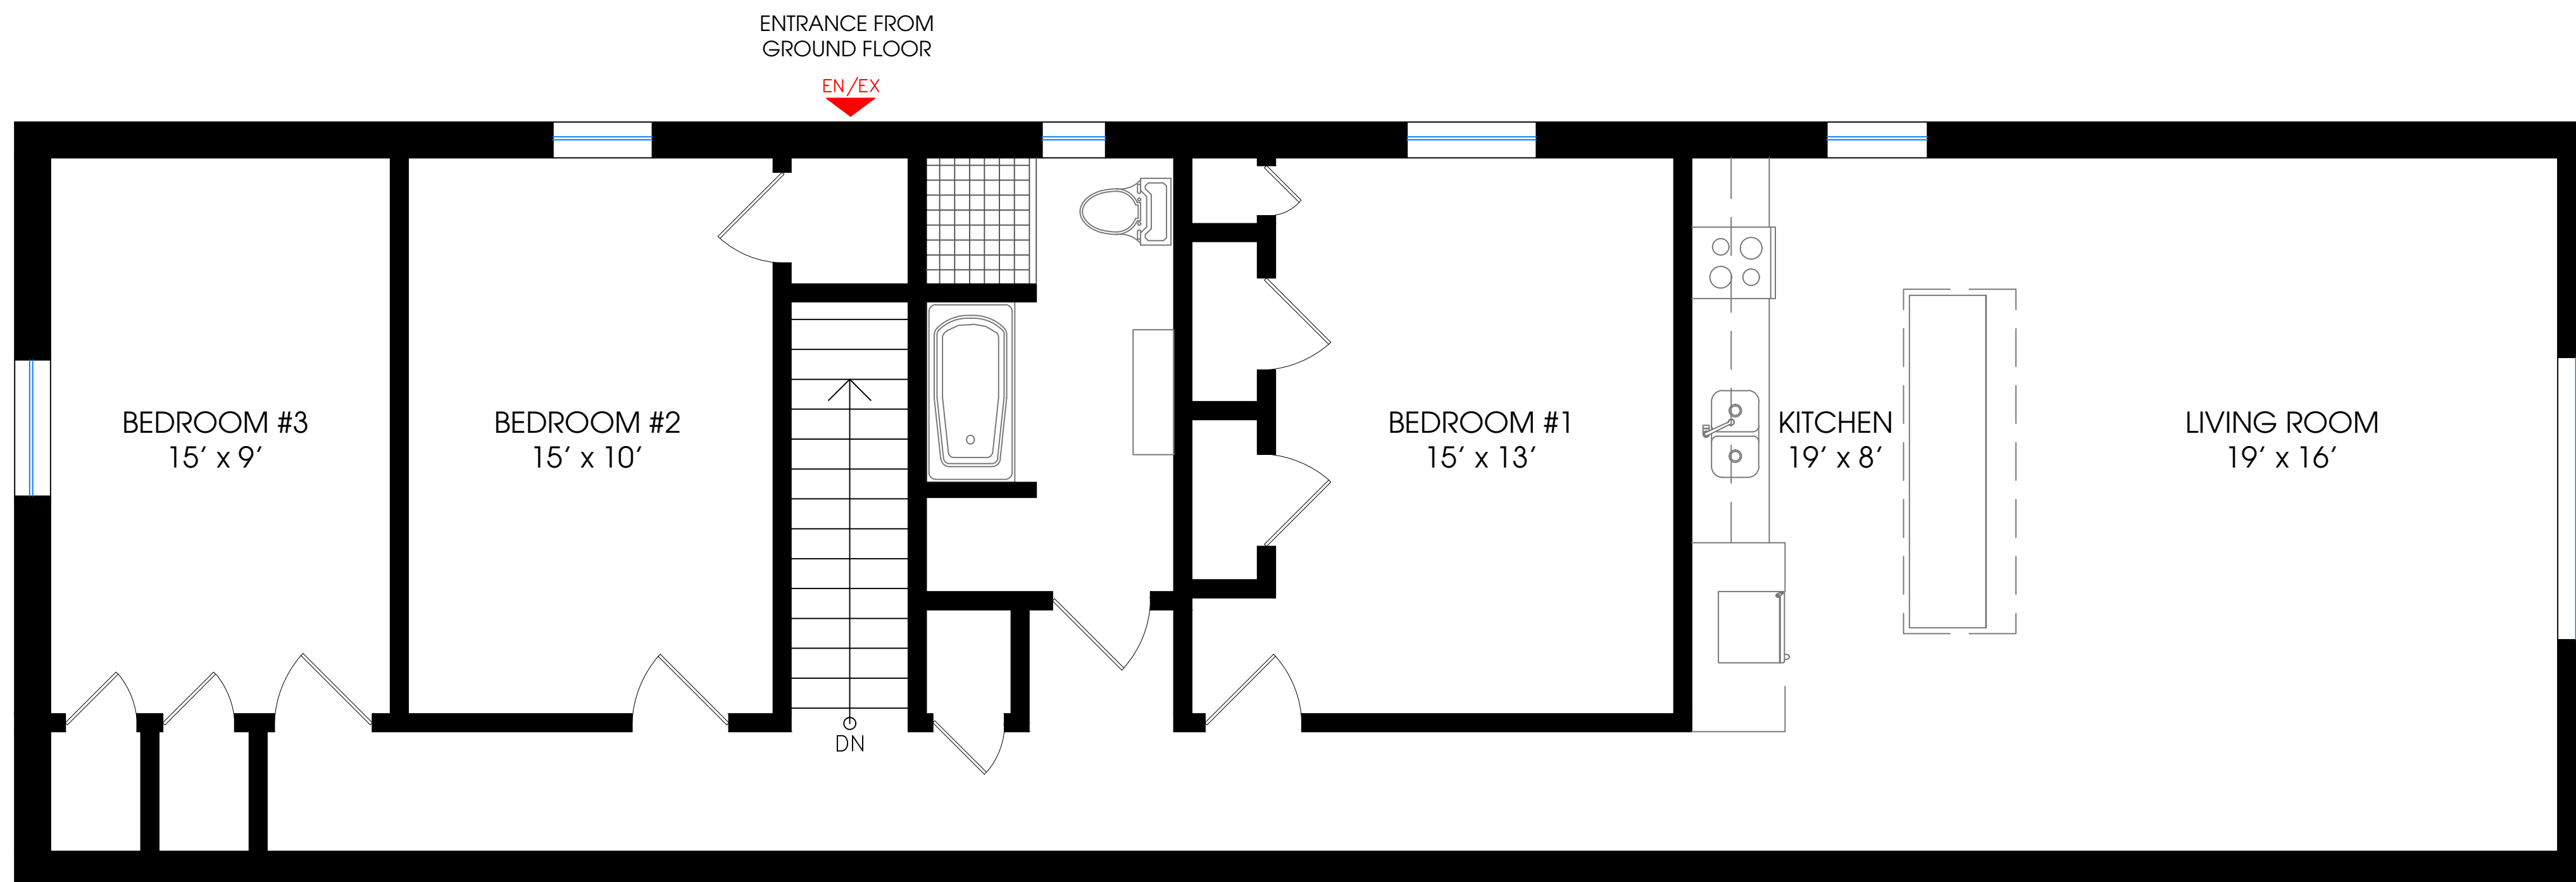 ENTRANCE FROM
GROUND FLOOR
EN/EX
BEDROOM #3
15’ x 9’
BEDROOM #2
15’ x 10’
BEDROOM #1
15’ x 13’
KITCHEN
19’ x 8’
LIVING ROOM
19’ x 16’
DN